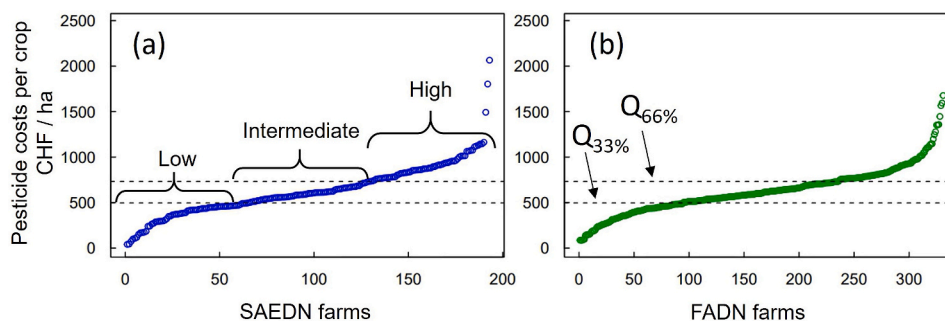 Pesticide costs per crop
CHF / ha
(a)
2500
2000
1500
1000
500
0
High
Intermediate
Low
0 50 100 150 200
SAEDN farms
(b)
2500
2000
1500
1000
500
0
Q66%
Q33%
0 50 100 150 200 250 300
FADN farms